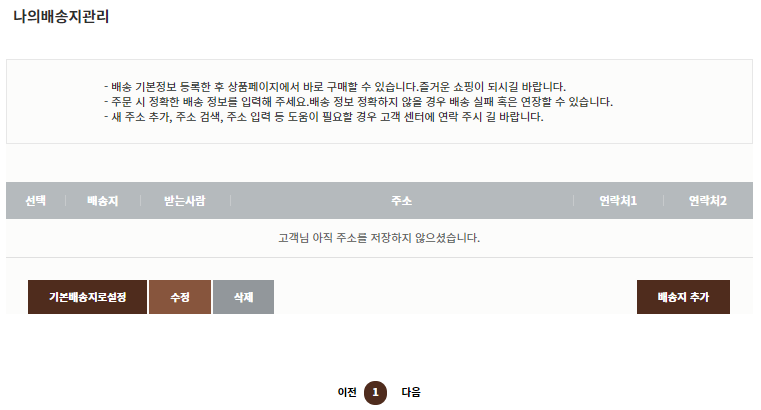 나의배송지관리
- 배송 기본정보 등록한 후 상품페이지에서 바로 구매할 수 있습니다.즐거운 쇼핑이 되시길 바랍니다.
- 주문 시 정확한 배송 정보를 입력해 주세요.배송 정보 정확하지 않을 경우 배송 실패 혹은 연장할 수 있습니다.
- 새 주소 추가, 주소 검색, 주소 입력 등 도움이 필요할 경우 고객 센터에 연락 주시 길 바랍니다.
선택 배송지 받는사람 주소 연락처1 연락처2
고객님 아직 주소를 저장하지 않으셨습니다.
기본배송지로설정 수정 삭제 배송지 추가
이전 1 다음